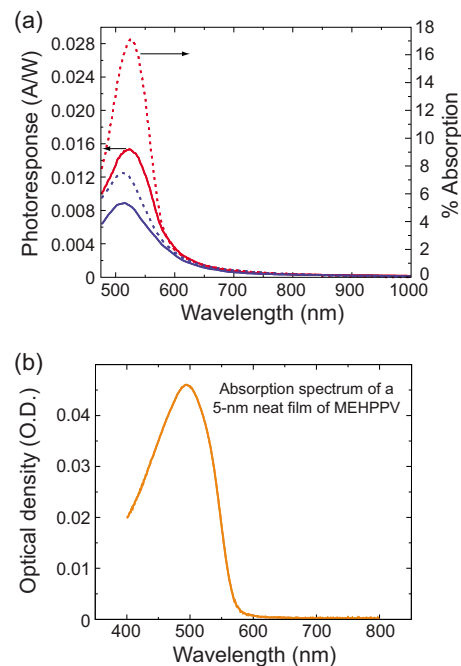 (a)
Photoresponse (A/W)
0.028
0.024
0.020
0.016
0.012
0.008
0.004
0
18
16
14
12
10
8
6
4
2
0
% Absorption
500 600 700 800 900 1000
Wavelength (nm)
(b)
Absorption spectrum of a
5-nm neat film of MEHPPV
Optical density (O.D.)
0.04
0.03
0.02
0.01
0
400 500 600 700 800
Wavelength (nm)